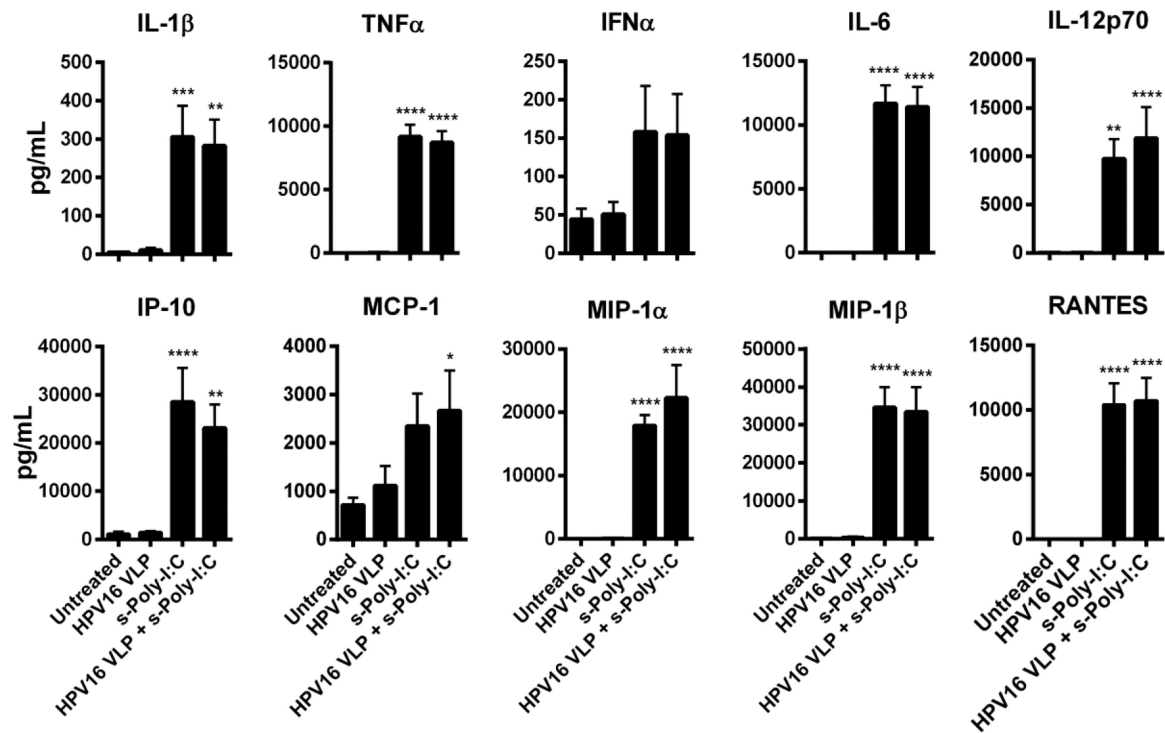 IL-1β
pg/mL
500
400
300
200
100
0
***
**
TNFα
15000
10000
5000
0
****
****
IFNα
250
200
150
100
50
0
IL-6
15000
10000
5000
0
****
****
IL-12p70
20000
15000
10000
5000
0
**
****
IP-10
pg/mL
40000
30000
20000
10000
0
****
**
Untreated
HPV16 VLP
s-Poly-I:C
HPV16 VLP + s-Poly-I:C
MCP-1
4000
3000
2000
1000
0
*
Untreated
HPV16 VLP
s-Poly-I:C
HPV16 VLP + s-Poly-I:C
MIP-1α
30000
20000
10000
0
****
****
Untreated
HPV16 VLP
s-Poly-I:C
HPV16 VLP + s-Poly-I:C
MIP-1β
50000
40000
30000
20000
10000
0
****
****
Untreated
HPV16 VLP
s-Poly-I:C
HPV16 VLP + s-Poly-I:C
RANTES
15000
10000
5000
0
****
****
Untreated
HPV16 VLP
s-Poly-I:C
HPV16 VLP + s-Poly-I:C